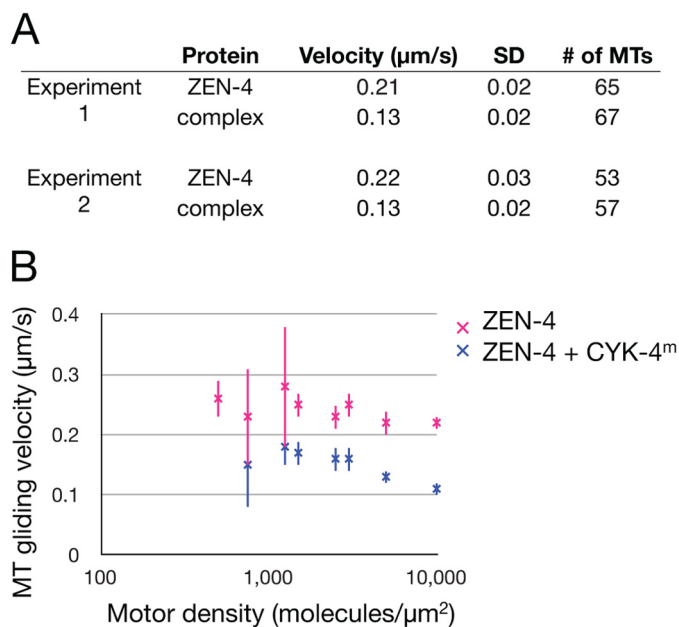 A
Protein Velocity (µm/s) SD # of MTs
Experiment 1 ZEN-4 0.21 0.02 65
complex 0.13 0.02 67
Experiment 2 ZEN-4 0.22 0.03 53
complex 0.13 0.02 57
B
MT gliding velocity (µm/s)
0.4
0.3
0.2
0.1
0
100 1,000 10,000
Motor density (molecules/µm²)
ZEN-4
ZEN-4 + CYK-4ᵐ